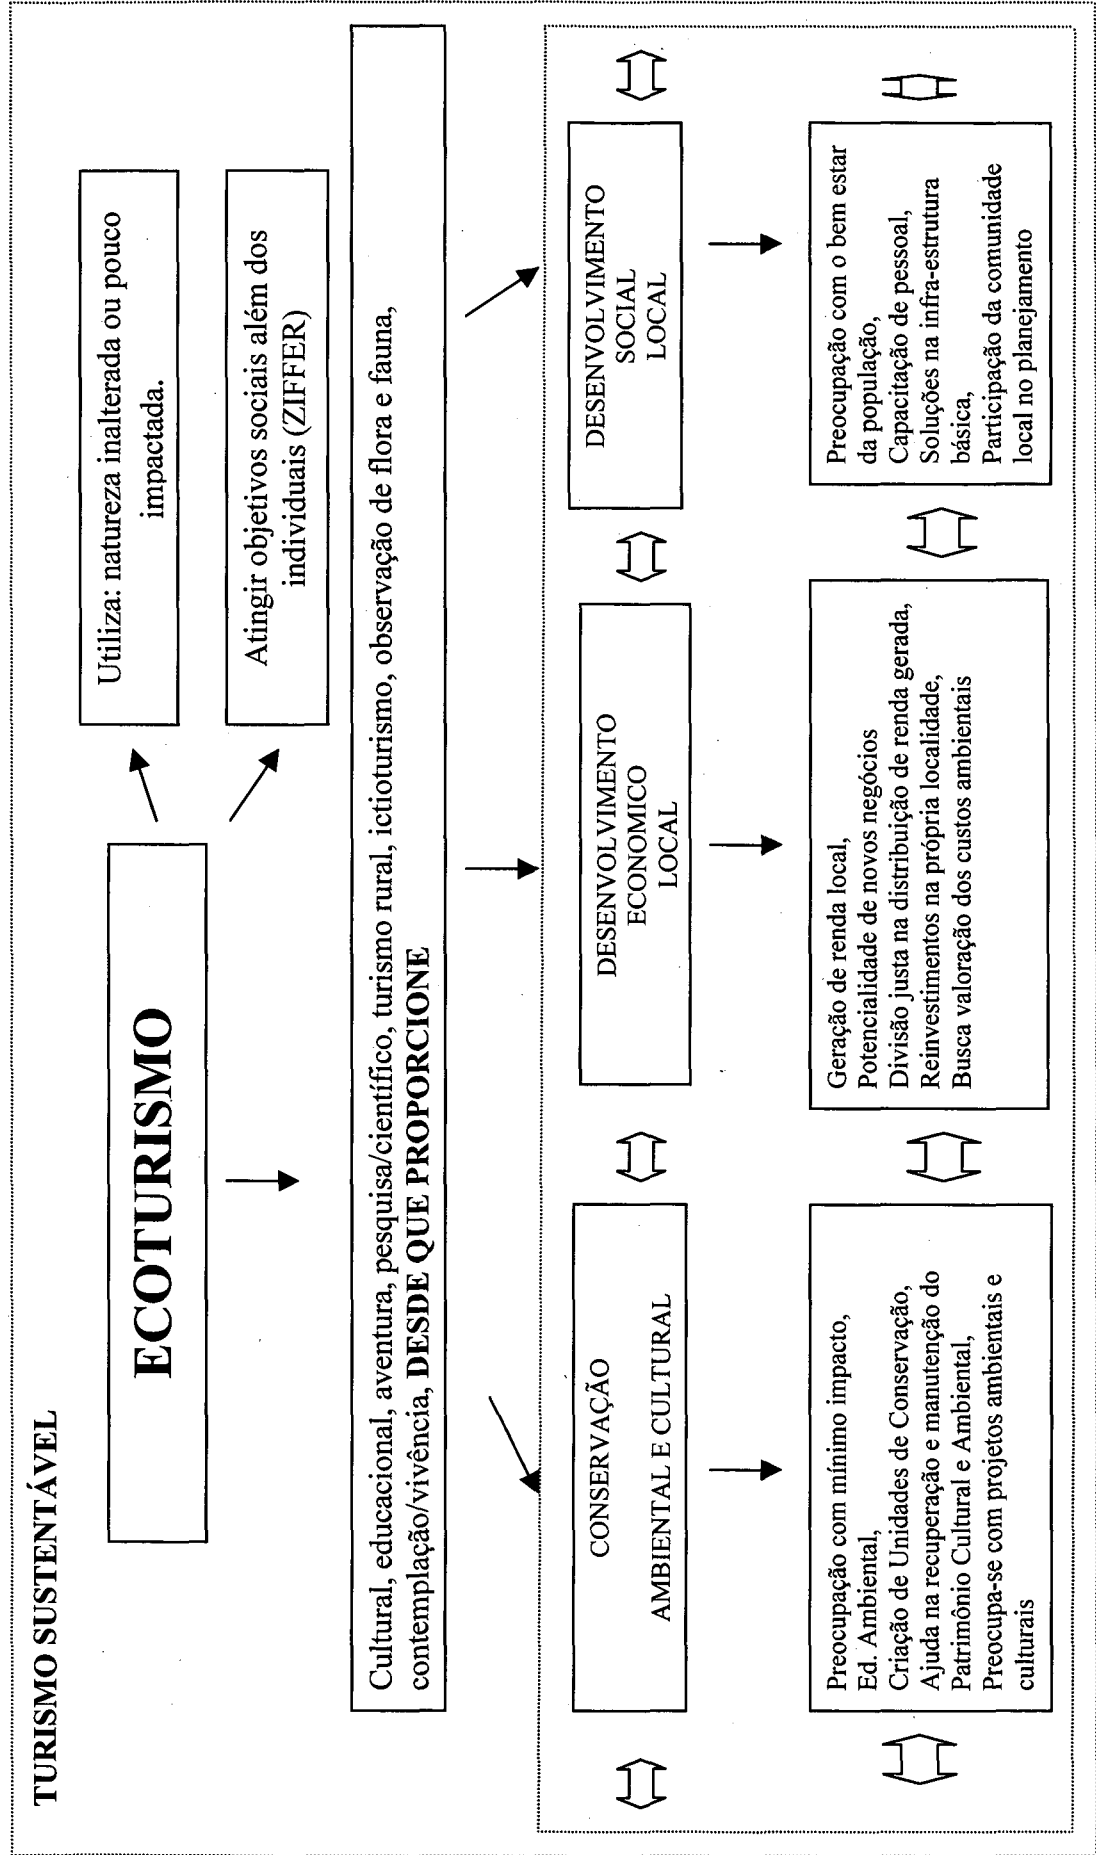 TURISMO SUSTENTÁVEL
ECOTURISMO
Utiliza: natureza inalterada ou pouco
impactada.
Atingir objetivos sociais além dos
individuais (ZIFFER)
Cultural, educacional, aventura, pesquisa/científico, turismo rural, ictioturismo, observação de flora e fauna,
contemplação/vivência, DESDE QUE PROPORCIONE
CONSERVAÇÃO
AMBIENTAL E CULTURAL
DESENVOLVIMENTO
ECONOMICO
LOCAL
DESENVOLVIMENTO
SOCIAL
LOCAL
Preocupação com mínimo impacto,
Ed. Ambiental,
Criação de Unidades de Conservação,
Ajuda na recuperação e manutenção do
Patrimônio Cultural e Ambiental,
Preocupa-se com projetos ambientais e
culturais
Geração de renda local,
Potencialidade de novos negócios
Divisão justa na distribuição de renda gerada,
Reinvestimentos na própria localidade,
Busca valoração dos custos ambientais
Preocupação com o bem estar
da população,
Capacitação de pessoal,
Soluções na infra-estrutura
básica,
Participação da comunidade
local no planejamento